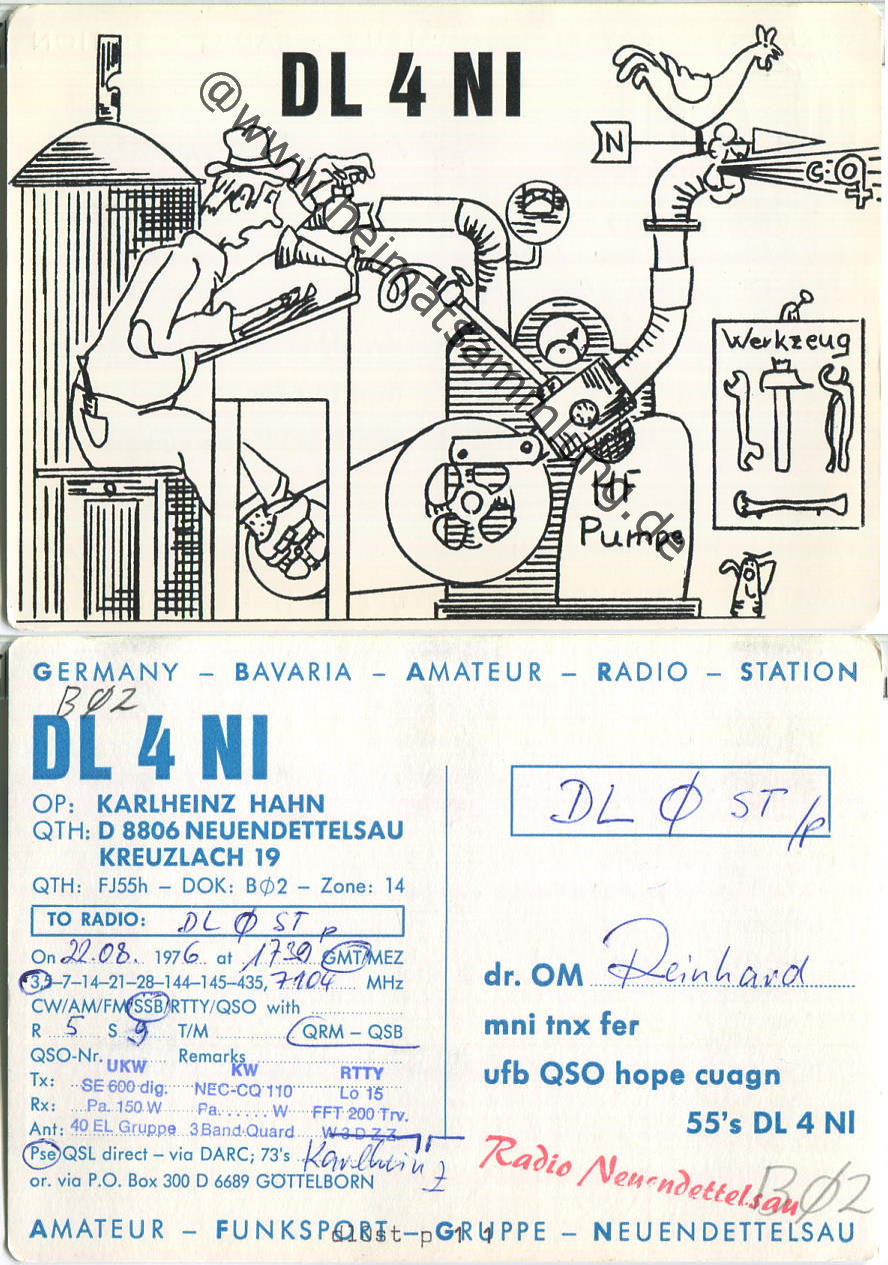 DL 4 NI
@www.heimatsammlung.de
N
CQ
Werkzeug
HF
Pumpe
GERMANY – BAVARIA – AMATEUR – RADIO – STATION
BØ2
DL 4 NI
OP: KARLHEINZ HAHN
QTH: D 8806 NEUENDETTELSAU
KREUZLACH 19
QTH: FJ55h – DOK: BØ2 – Zone: 14
TO RADIO: DL Ø ST p
On 22.08. 1976 at 1739 GMT/MEZ
3,5–7–14–21–28–144–145–435, 7104 MHz
CW/AM/FM/SSB/RTTY/QSO with
R 5 S 9 T/M QRM – QSB
QSO-Nr. Remarks
UKW KW RTTY
Tx: SE 600 dig. NEC-CQ 110 Lo 15
Rx: Pa. 150 W Pa. ...... W FFT 200 Trv.
Ant: 40 EL Gruppe 3Band-Quard W 3 D Z Z
Pse QSL direct – via DARC; 73's Karlheinz
or. via P.O. Box 300 D 6689 GÖTTELBORN
DL Ø ST /p
dr. OM Reinhard
mni tnx fer
ufb QSO hope cuagn
55's DL 4 NI
Radio Neuendettelsau
BØ2
AMATEUR – FUNKSPORT – GRUPPE – NEUENDETTELSAU